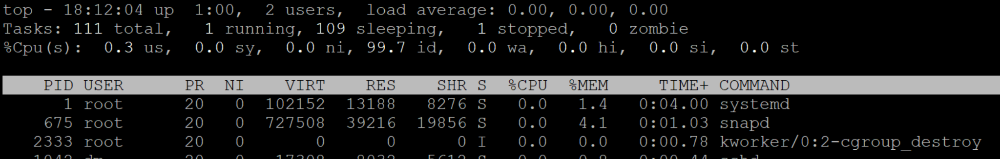 top - 18:12:04 up  1:00,  2 users,  load average: 0.00, 0.00, 0.00
Tasks: 111 total,   1 running, 109 sleeping,   1 stopped,   0 zombie
%Cpu(s):  0.3 us,  0.0 sy,  0.0 ni, 99.7 id,  0.0 wa,  0.0 hi,  0.0 si,  0.0 st
PID USER      PR  NI    VIRT    RES    SHR S  %CPU  %MEM     TIME+ COMMAND
1 root      20   0  102152  13188   8276 S   0.0   1.4   0:04.00 systemd
675 root      20   0  727508  39216  19856 S   0.0   4.1   0:01.03 snapd
2333 root      20   0       0      0      0 I   0.0   0.0   0:00.78 kworker/0:2-cgroup_destroy